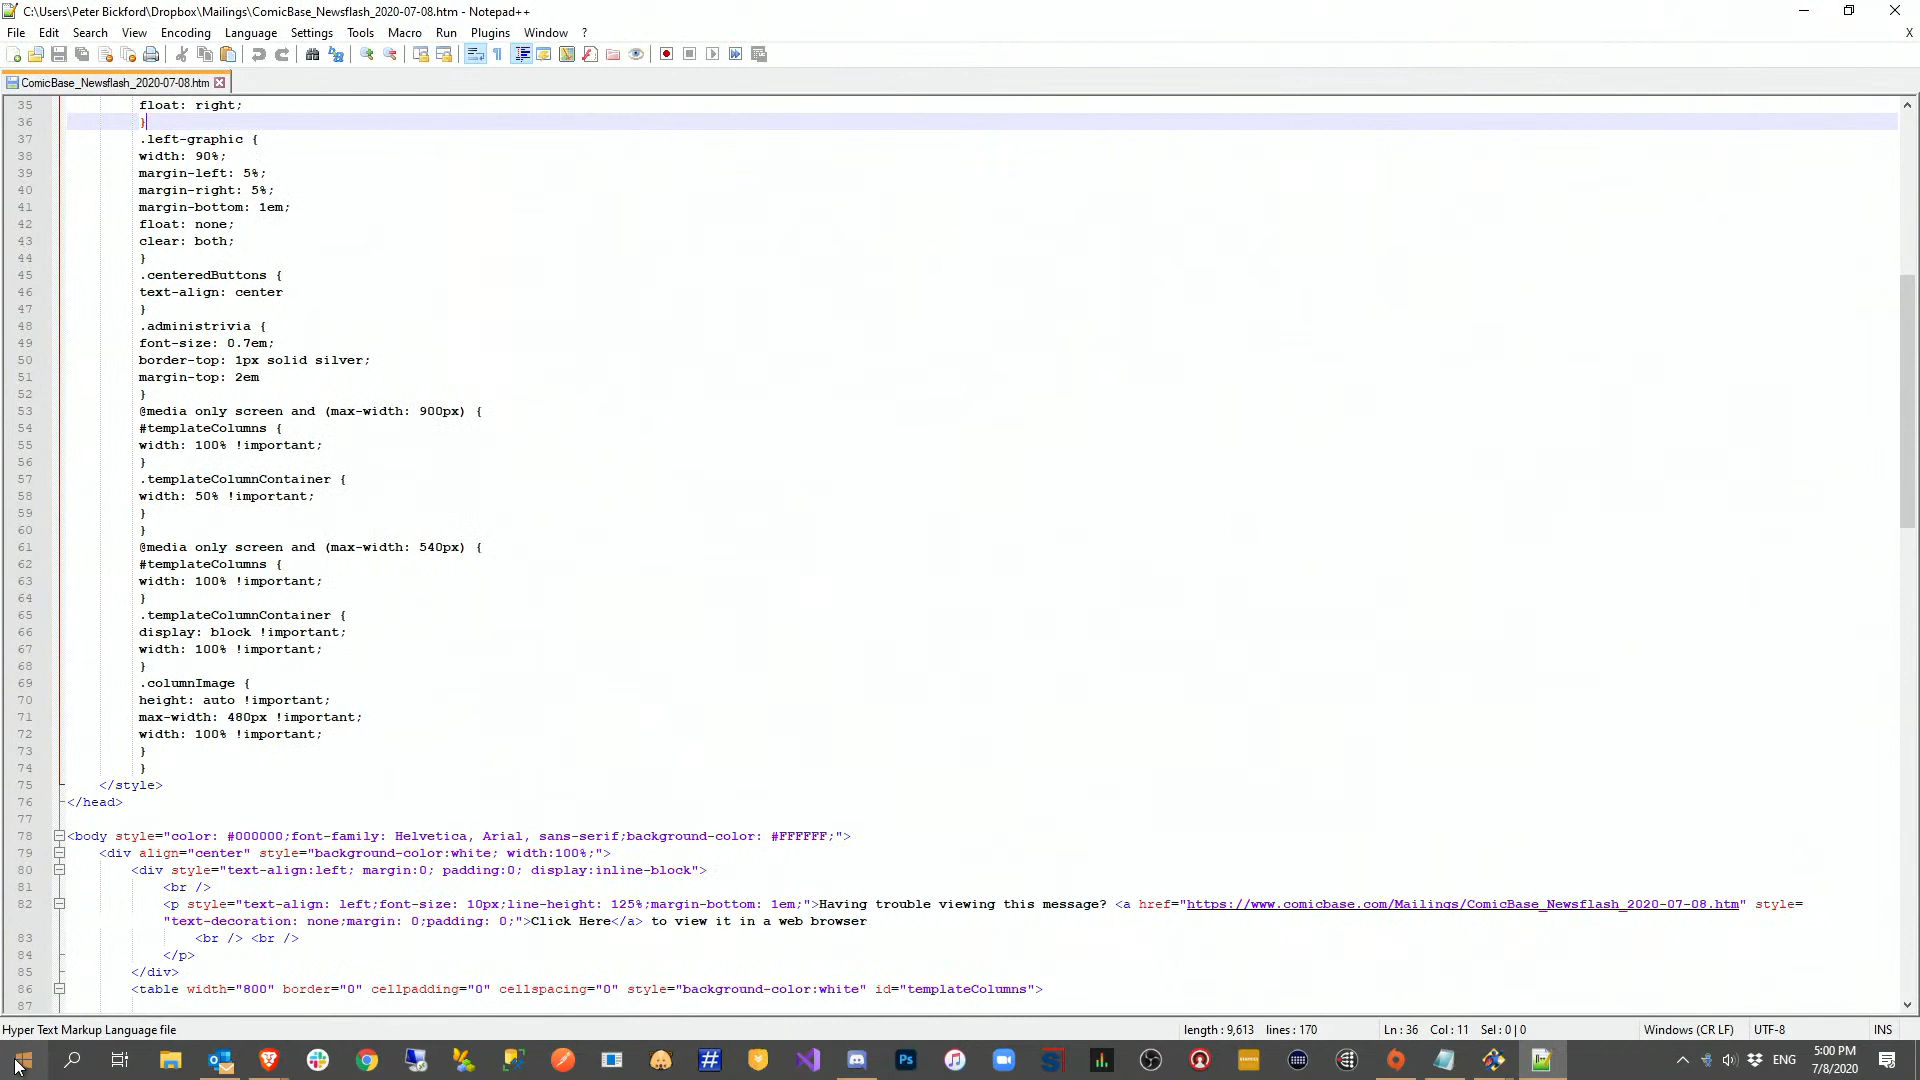 C:\Users\Peter Bickford\Dropbox\Mailings\ComicBase_Newsflash_2020-07-08.htm - Notepad++
File Edit Search View Encoding Language Settings Tools Macro Run Plugins Window ? X
ComicBase_Newsflash_2020-07-08.htm
35 float: right;
36 }
37 .left-graphic {
38 width: 90%;
39 margin-left: 5%;
40 margin-right: 5%;
41 margin-bottom: 1em;
42 float: none;
43 clear: both;
44 }
45 .centeredButtons {
46 text-align: center
47 }
48 .administrivia {
49 font-size: 0.7em;
50 border-top: 1px solid silver;
51 margin-top: 2em
52 }
53 @media only screen and (max-width: 900px) {
54 #templateColumns {
55 width: 100% !important;
56 }
57 .templateColumnContainer {
58 width: 50% !important;
59 }
60 }
61 @media only screen and (max-width: 540px) {
62 #templateColumns {
63 width: 100% !important;
64 }
65 .templateColumnContainer {
66 display: block !important;
67 width: 100% !important;
68 }
69 .columnImage {
70 height: auto !important;
71 max-width: 480px !important;
72 width: 100% !important;
73 }
74 }
75 </style>
76 </head>
77
78 <body style="color: #000000;font-family: Helvetica, Arial, sans-serif;background-color: #FFFFFF;">
79 <div align="center" style="background-color:white; width:100%;">
80 <div style="text-align:left; margin:0; padding:0; display:inline-block">
81 <br />
82 <p style="text-align: left;font-size: 10px;line-height: 125%;margin-bottom: 1em;">Having trouble viewing this message? <a href="https://www.comicbase.com/Mailings/ComicBase_Newsflash_2020-07-08.htm" style=
"text-decoration: none;margin: 0;padding: 0;">Click Here</a> to view it in a web browser
83 <br /> <br />
84 </p>
85 </div>
86 <table width="800" border="0" cellpadding="0" cellspacing="0" style="background-color:white" id="templateColumns">
87
Hyper Text Markup Language file length : 9,613 lines : 170 Ln : 36 Col : 11 Sel : 0 | 0 Windows (CR LF) UTF-8 INS
Ps ENG 5:00 PM
7/8/2020